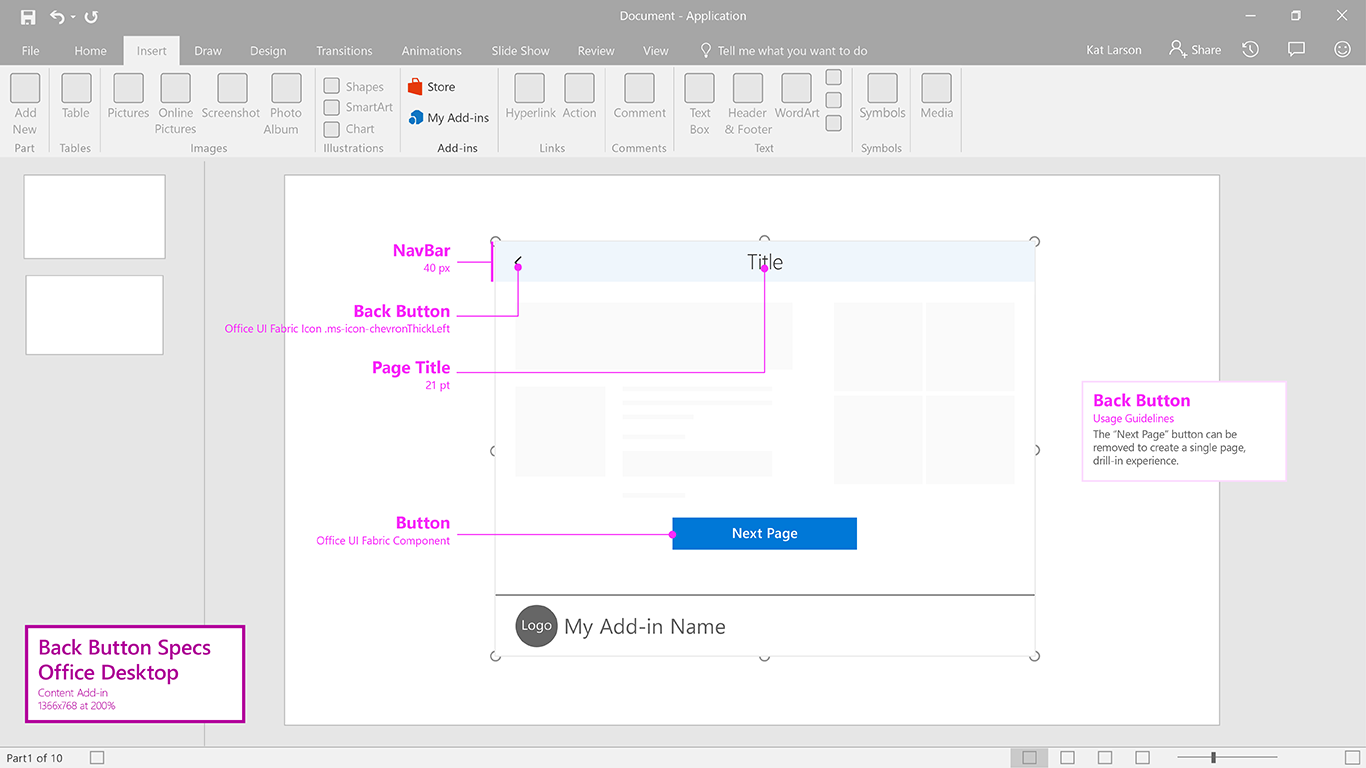 Document - Application
File Home Insert Draw Design Transitions Animations Slide Show Review View Tell me what you want to do Kat Larson Share
Add
New
Part
Table
Tables
Pictures
Online
Pictures
Screenshot
Photo
Album
Images
Shapes
SmartArt
Chart
Illustrations
Store
My Add-ins
Add-ins
Hyperlink
Action
Links
Comment
Comments
Text
Box
Header
& Footer
WordArt
Text
Symbols
Symbols
Media
NavBar
40 px
Title
Back Button
Office UI Fabric Icon .ms-icon-chevronThickLeft
Page Title
21 pt
Back Button
Usage Guidelines
The “Next Page” button can be
removed to create a single page,
drill-in experience.
Button
Office UI Fabric Component
Next Page
Logo
My Add-in Name
Back Button Specs
Office Desktop
Content Add-in
1366x768 at 200%
Part1 of 10